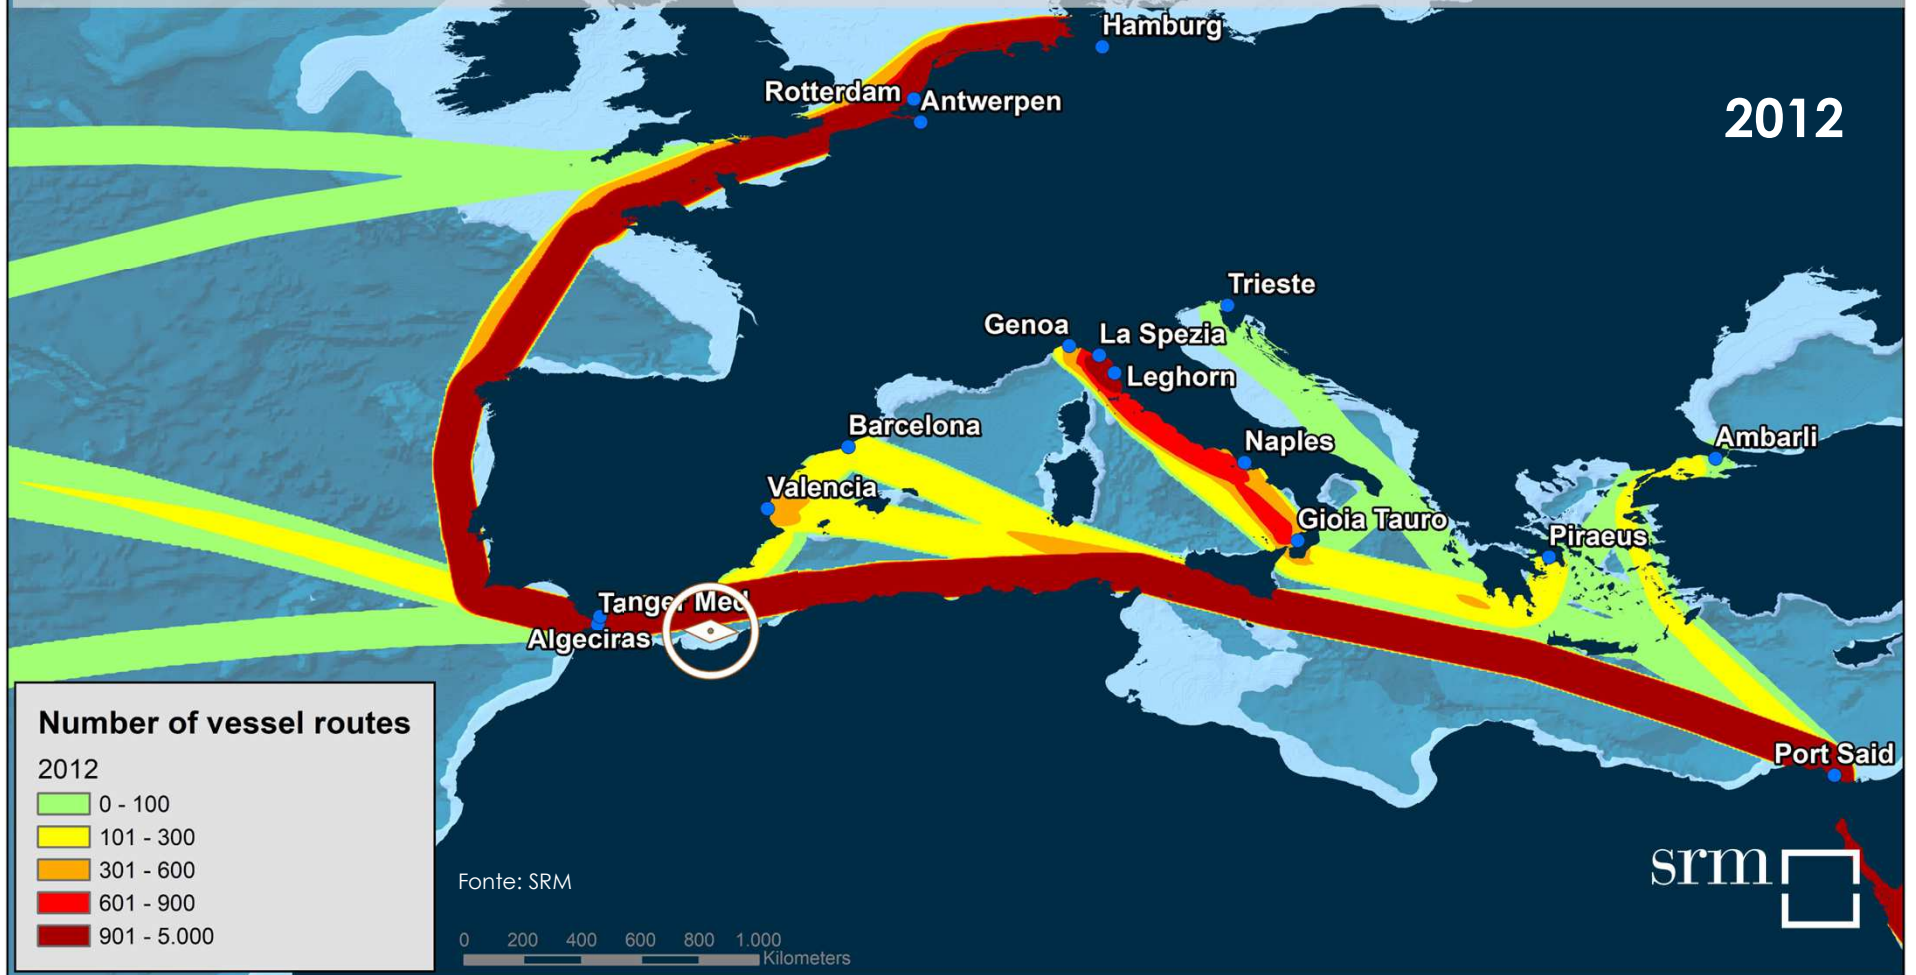 Hamburg
Rotterdam
Antwerpen
2012
Trieste
Genoa
La Spezia
Leghorn
Barcelona
Naples
Ambarli
Valencia
Gioia Tauro
Piraeus
Tanger Med
Algeciras
Port Said
Number of vessel routes
2012
0 - 100
101 - 300
301 - 600
601 - 900
901 - 5.000
Fonte: SRM
srm
0 200 400 600 800 1.000
Kilometers